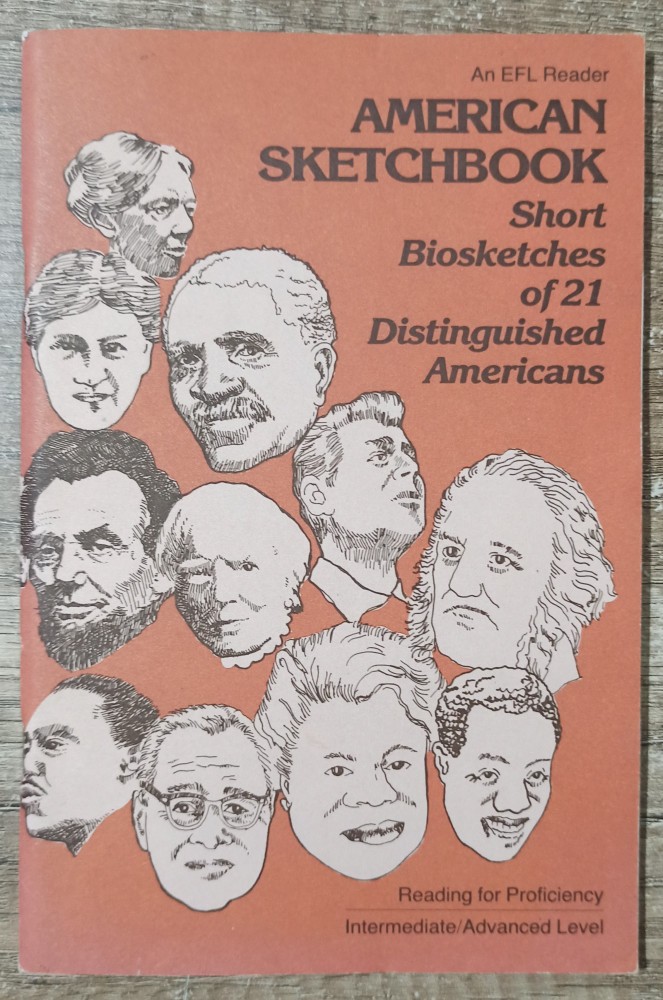 An EFL Reader
AMERICAN
SKETCHBOOK
Short
Biosketches
of 21
Distinguished
Americans
Reading for Proficiency
Intermediate/Advanced Level